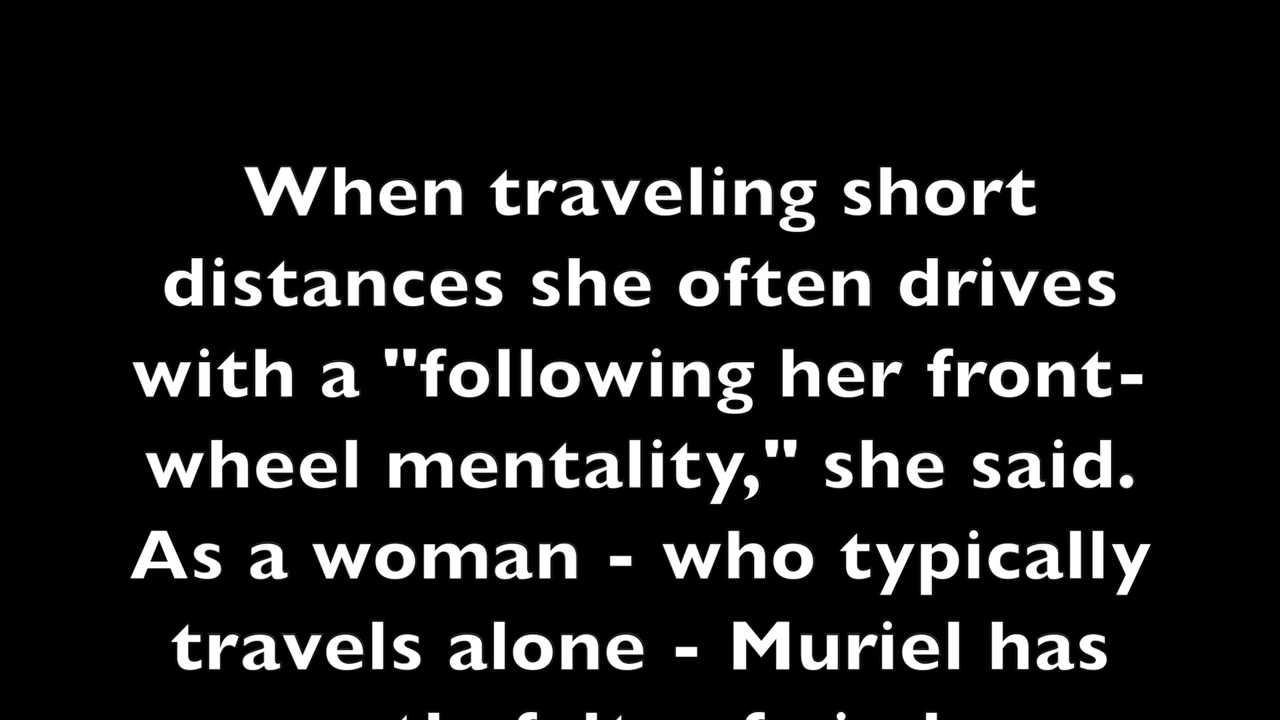 When traveling short
distances she often drives
with a "following her front-
wheel mentality," she said.
As a woman - who typically
travels alone - Muriel has